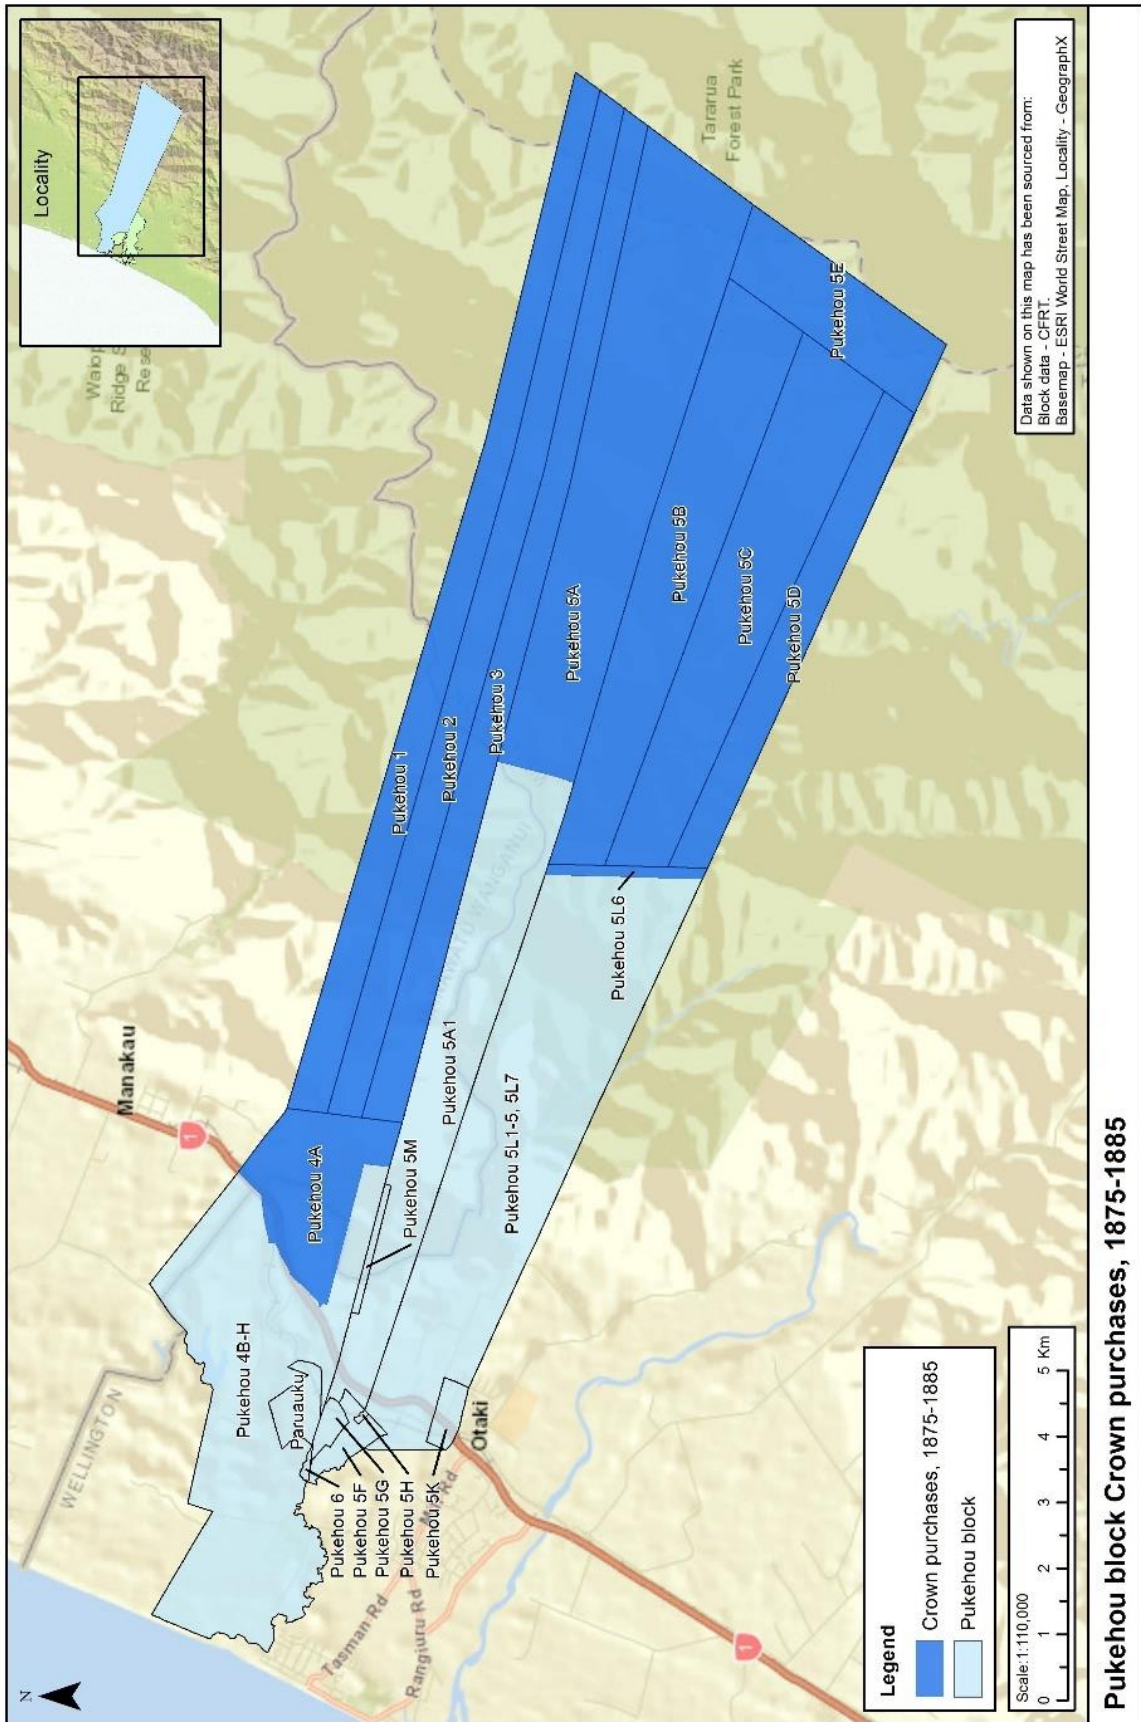 N
Locality
Waiop
Ridge S
Rese
Tararua
Forest Park
Manakau
1
WELLINGTON
Pukehou 4B-H
Pukehou 4A
Paruauku
Pukehou 1
Pukehou 2
Pukehou 3
Pukehou 5A
Pukehou 5B
Pukehou 5C
Pukehou 5D
Pukehou 5E
Pukehou 5A1
Pukehou 5M
Pukehou 5L1-5, 5L7
Pukehou 5L6
Pukehou 6
Pukehou 5F
Pukehou 5G
Pukehou 5H
Pukehou 5K
Otaki
Rd
Tasman Rd
Rangiuru Rd
1
Legend
Crown purchases, 1875-1885
Pukehou block
Scale:1:110,000
0 1 2 3 4 5 Km
Data shown on this map has been sourced from:
Block data - CFRT.
Basemap - ESRI World Street Map, Locality - GeographX
Pukehou block Crown purchases, 1875-1885